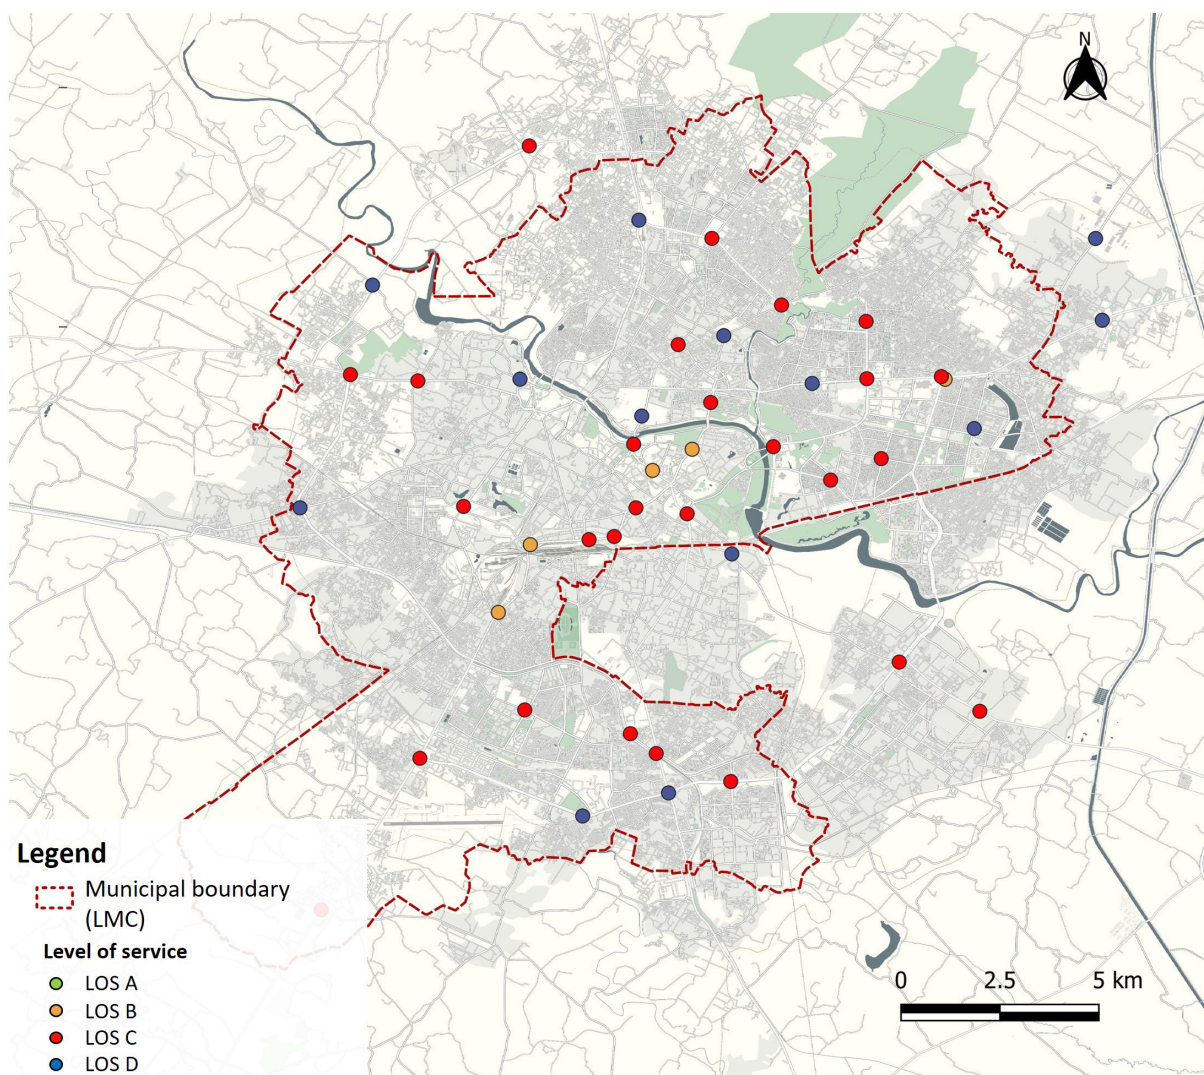 N
Legend
Municipal boundary
(LMC)
Level of service
LOS A
LOS B
LOS C
LOS D
0 2.5 5 km